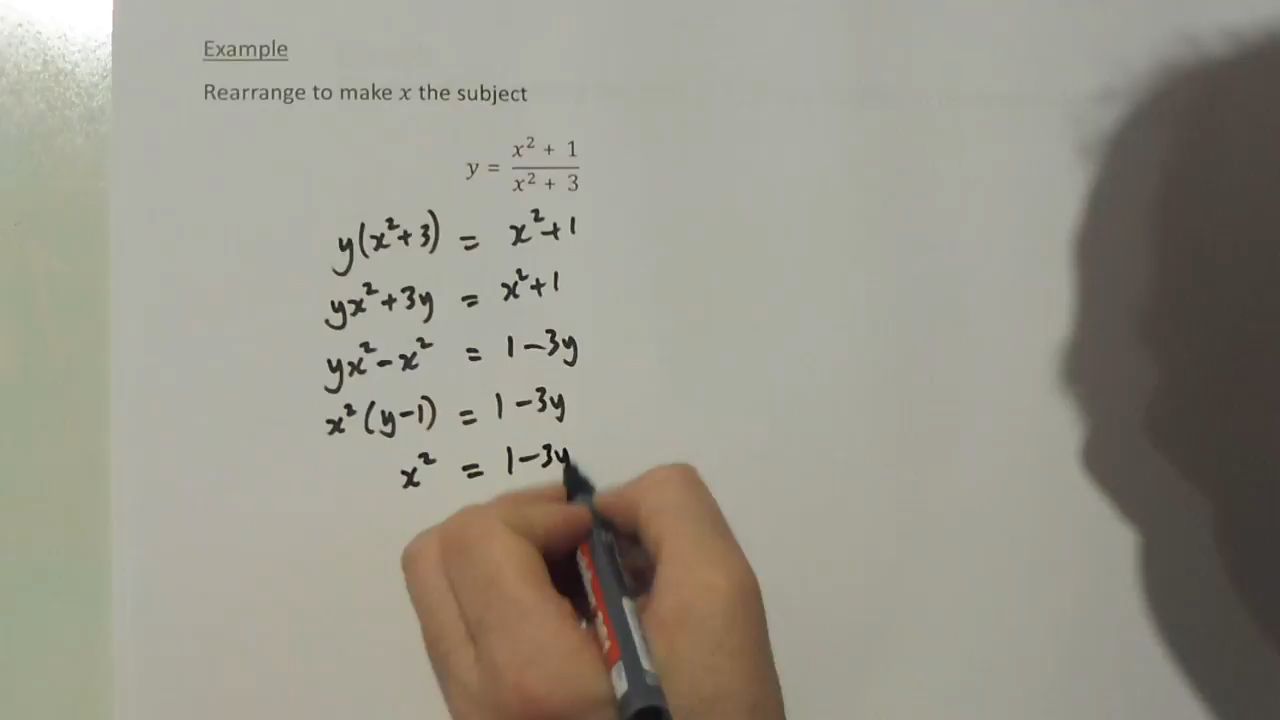 Example
Rearrange to make x the subject
y = x² + 1 / x² + 3
y(x²+3) = x²+1
yx²+3y = x²+1
yx²-x² = 1-3y
x²(y-1) = 1-3y
x² = 1-3y